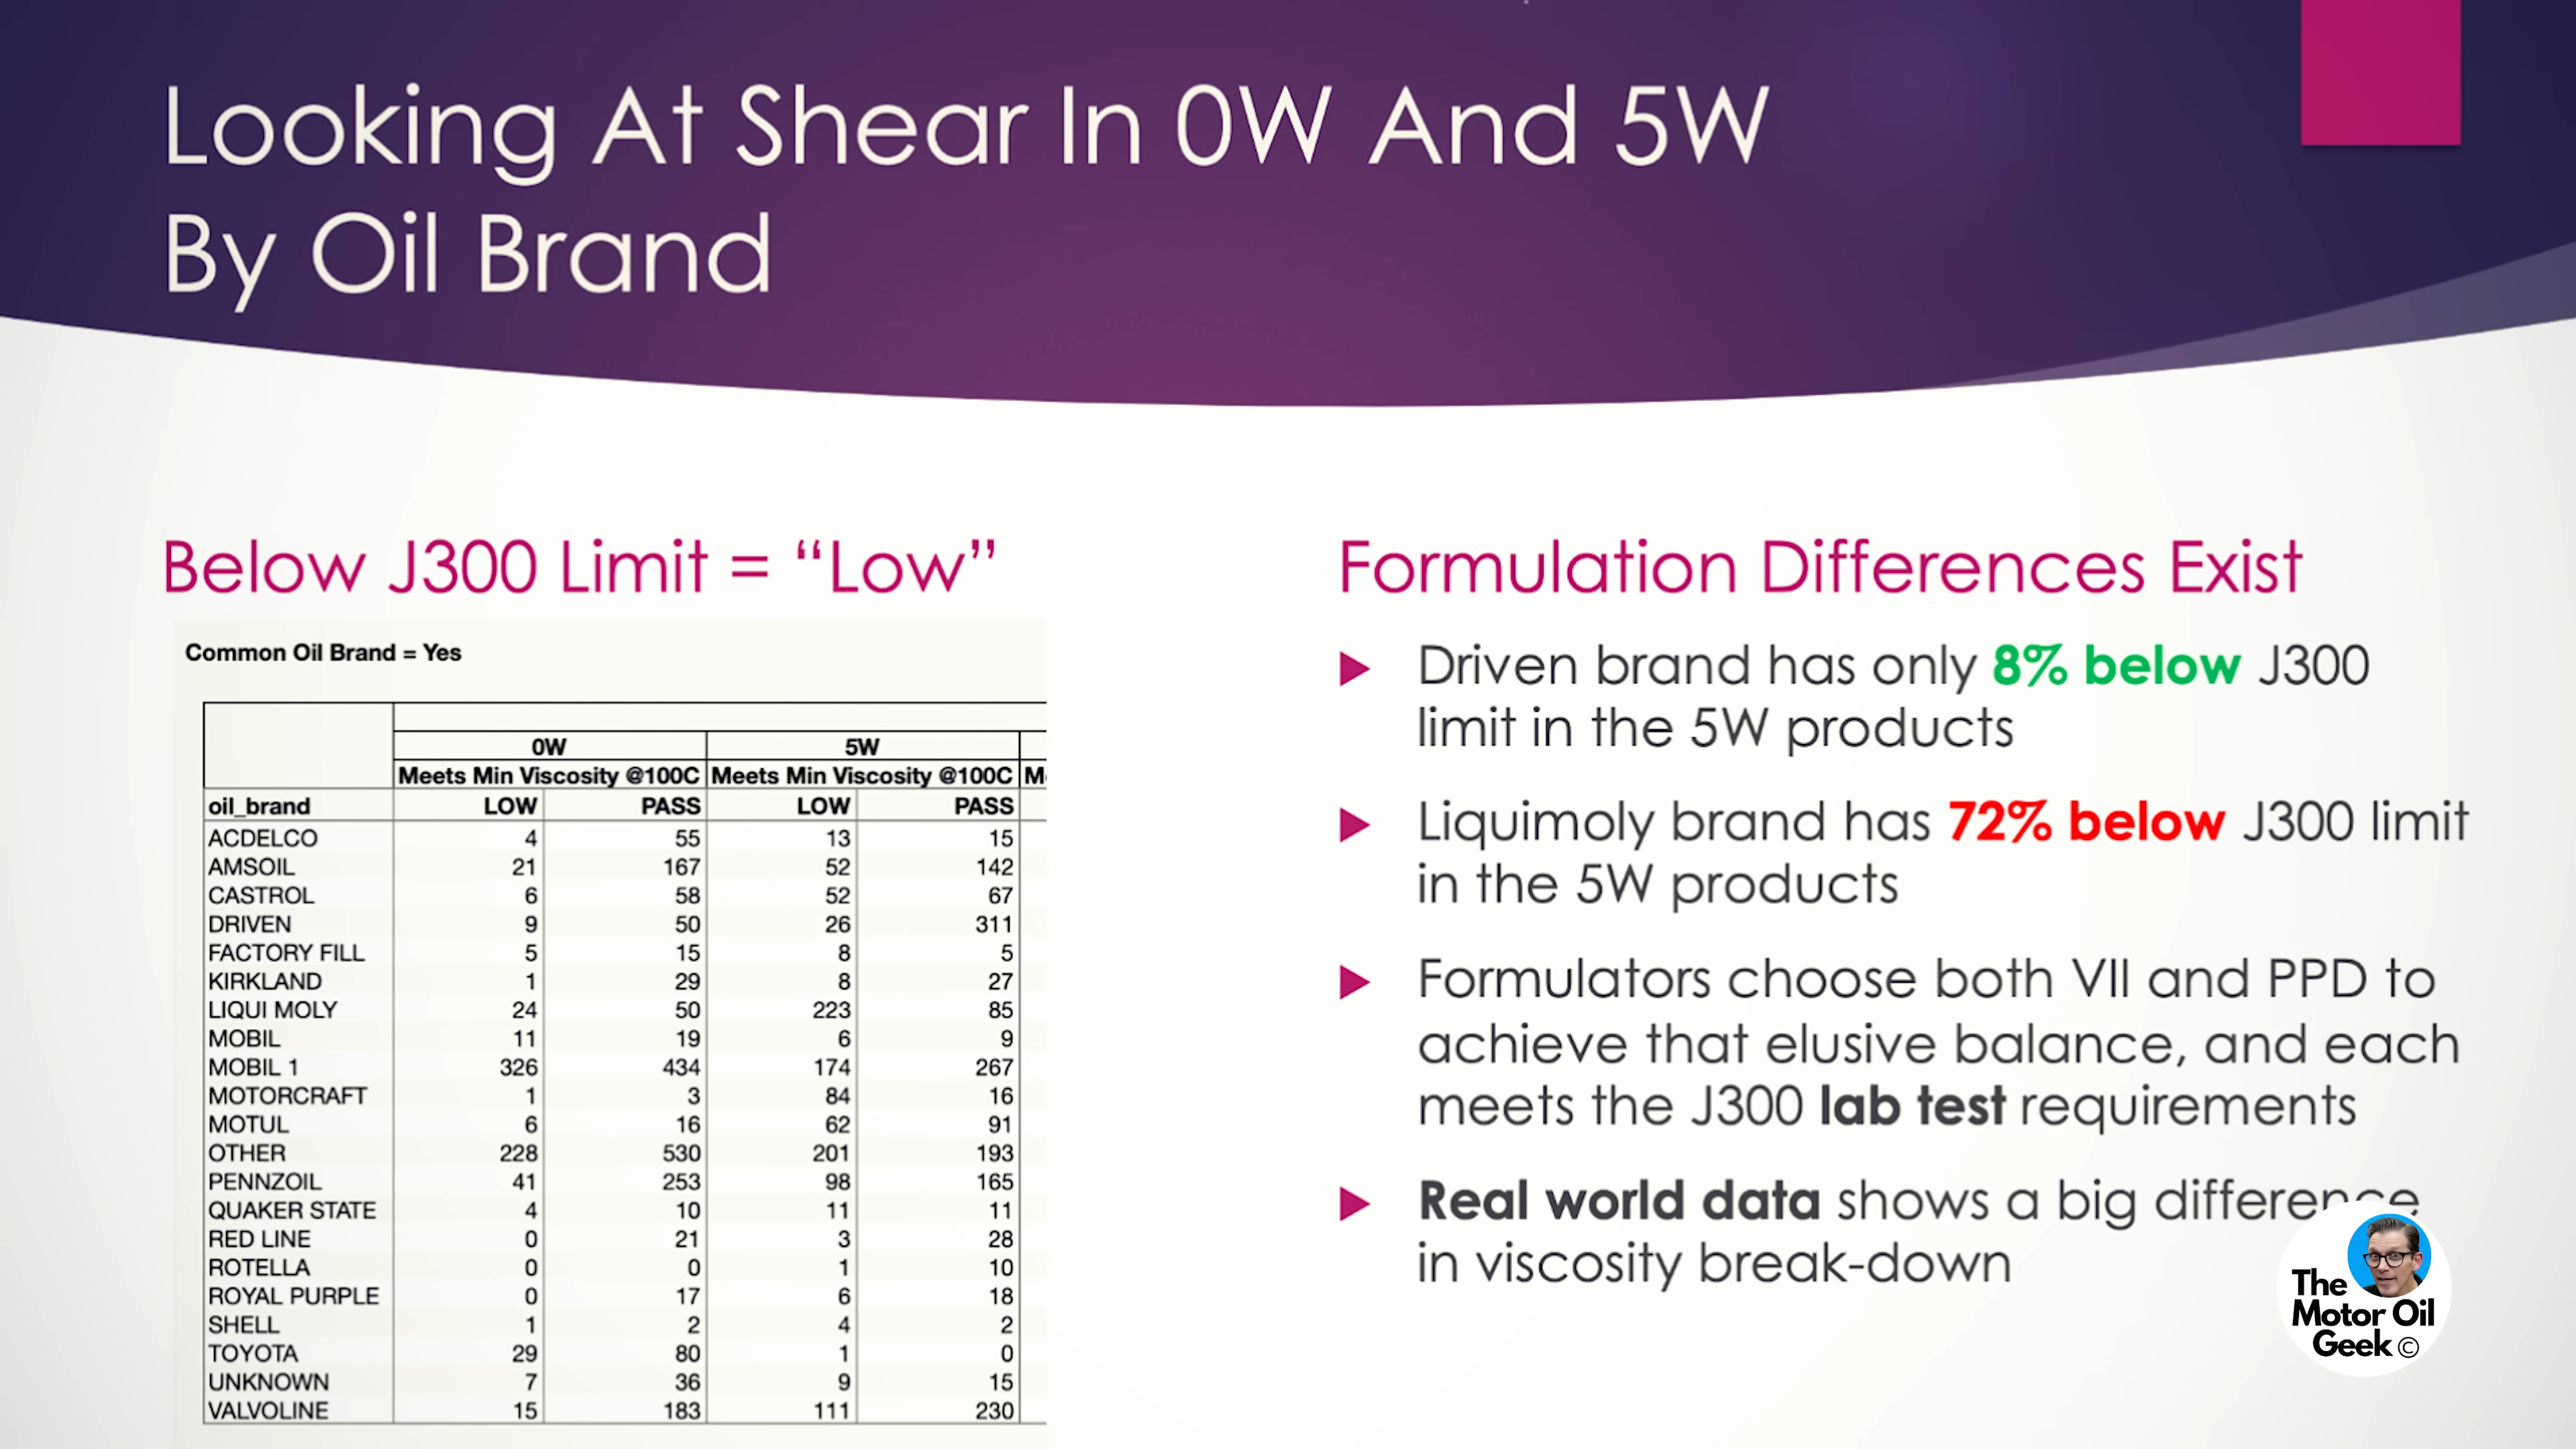 Looking At Shear In 0W And 5W
By Oil Brand
Below J300 Limit = “Low”
Common Oil Brand = Yes
0W 5W
Meets Min Viscosity @100C Meets Min Viscosity @100C
oil_brand LOW PASS LOW PASS
ACDELCO 4 55 13 15
AMSOIL 21 167 52 142
CASTROL 6 58 52 67
DRIVEN 9 50 26 311
FACTORY FILL 5 15 8 5
KIRKLAND 1 29 8 27
LIQUI MOLY 24 50 223 85
MOBIL 11 19 6 9
MOBIL 1 326 434 174 267
MOTORCRAFT 1 3 84 16
MOTUL 6 16 62 91
OTHER 228 530 201 193
PENNZOIL 41 253 98 165
QUAKER STATE 4 10 11 11
RED LINE 0 21 3 28
ROTELLA 0 0 1 10
ROYAL PURPLE 0 17 6 18
SHELL 1 2 4 2
TOYOTA 29 80 1 0
UNKNOWN 7 36 9 15
VALVOLINE 15 183 111 230
Formulation Differences Exist
Driven brand has only 8% below J300
limit in the 5W products
Liquimoly brand has 72% below J300 limit
in the 5W products
Formulators choose both VII and PPD to
achieve that elusive balance, and each
meets the J300 lab test requirements
Real world data shows a big difference
in viscosity break-down
The
Motor Oil
Geek ©